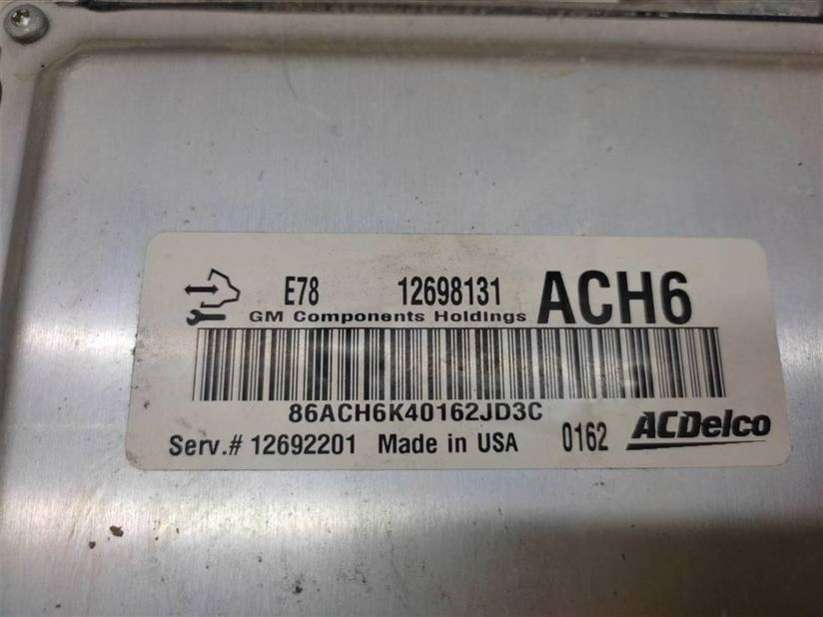 E78 12698131 ACH6
GM Components Holdings
86ACH6K40162JD3C
Serv.# 12692201 Made in USA 0162 ACDelco